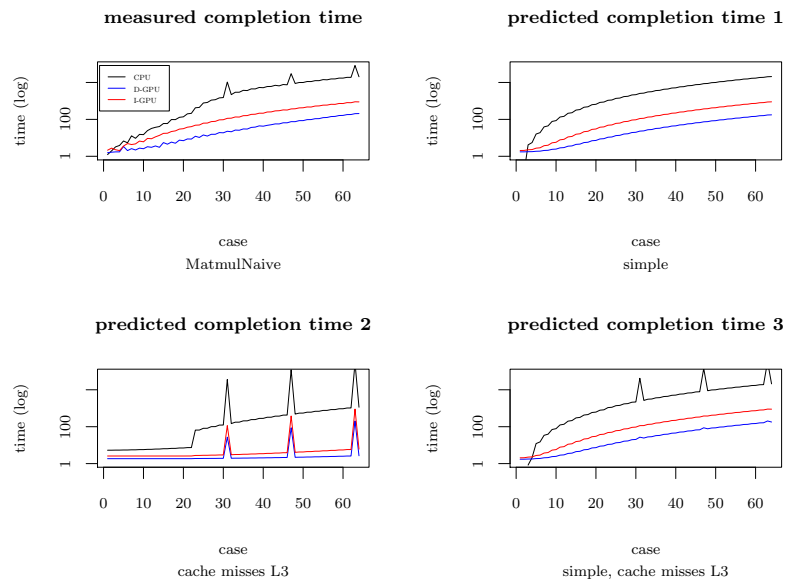 measured completion time
time (log)
100
1
CPU
D-GPU
I-GPU
0 10 20 30 40 50 60
case
MatmulNaive
predicted completion time 1
time (log)
100
1
0 10 20 30 40 50 60
case
simple
predicted completion time 2
time (log)
100
1
0 10 20 30 40 50 60
case
cache misses L3
predicted completion time 3
time (log)
100
1
0 10 20 30 40 50 60
case
simple, cache misses L3